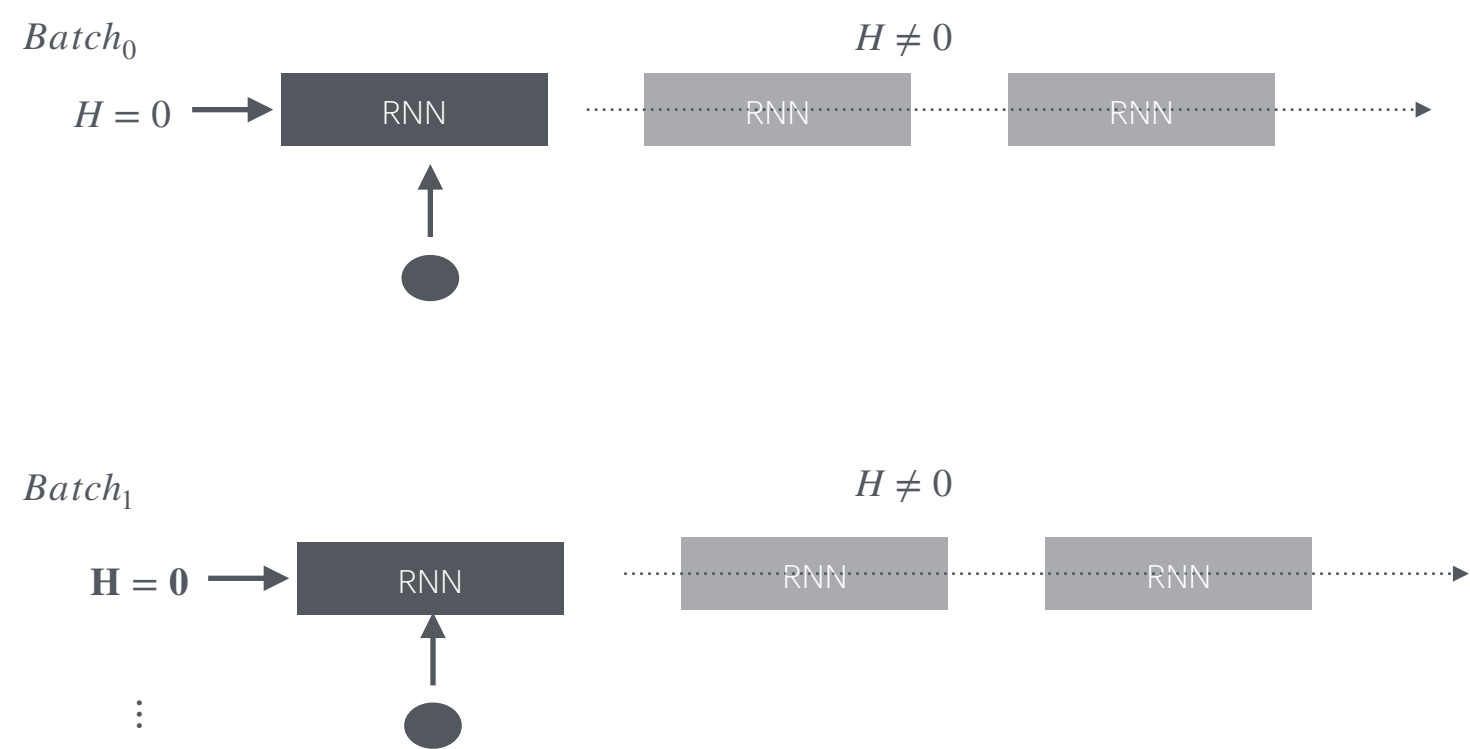 Batch₀
H ≠ 0
H = 0
RNN
RNN
RNN
Batch₁
H ≠ 0
H = 0
RNN
RNN
RNN
⋮